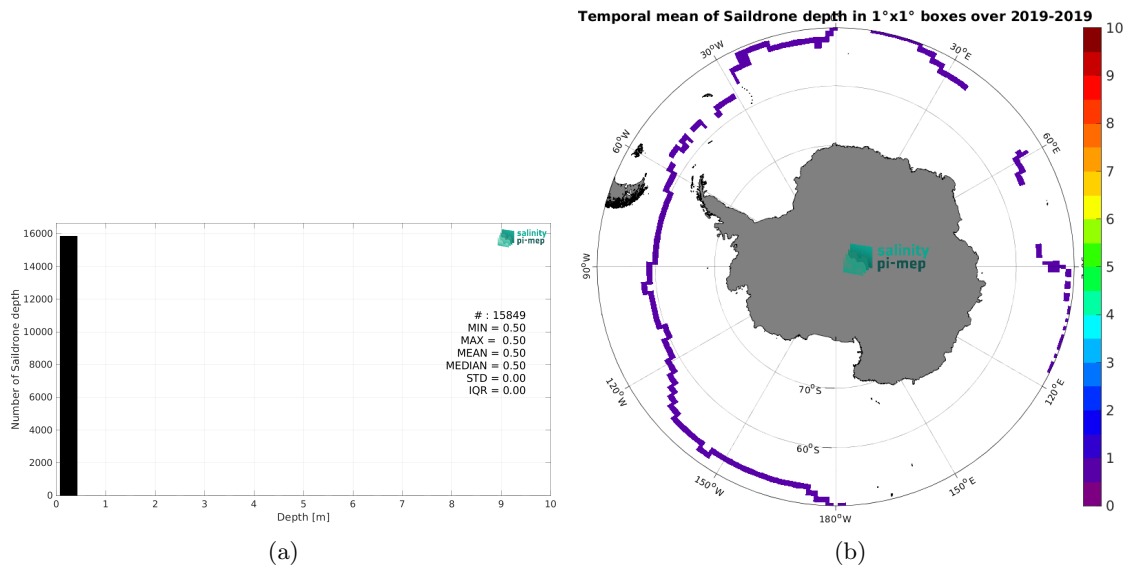 Temporal mean of Saildrone depth in 1°x1° boxes over 2019-2019
salinity
pi-mep
16000
14000
12000
10000
8000
6000
4000
2000
0
Number of Saildrone depth
# : 15849
MIN = 0.50
MAX = 0.50
MEAN = 0.50
MEDIAN = 0.50
STD = 0.00
IQR = 0.00
0 1 2 3 4 5 6 7 8 9 10
Depth [m]
(a)
30°W
30°E
60°W
60°E
90°W
salinity
pi-mep
120°W
120°E
70°S
60°S
150°W
150°E
180°W
10
9
8
7
6
5
4
3
2
1
0
(b)